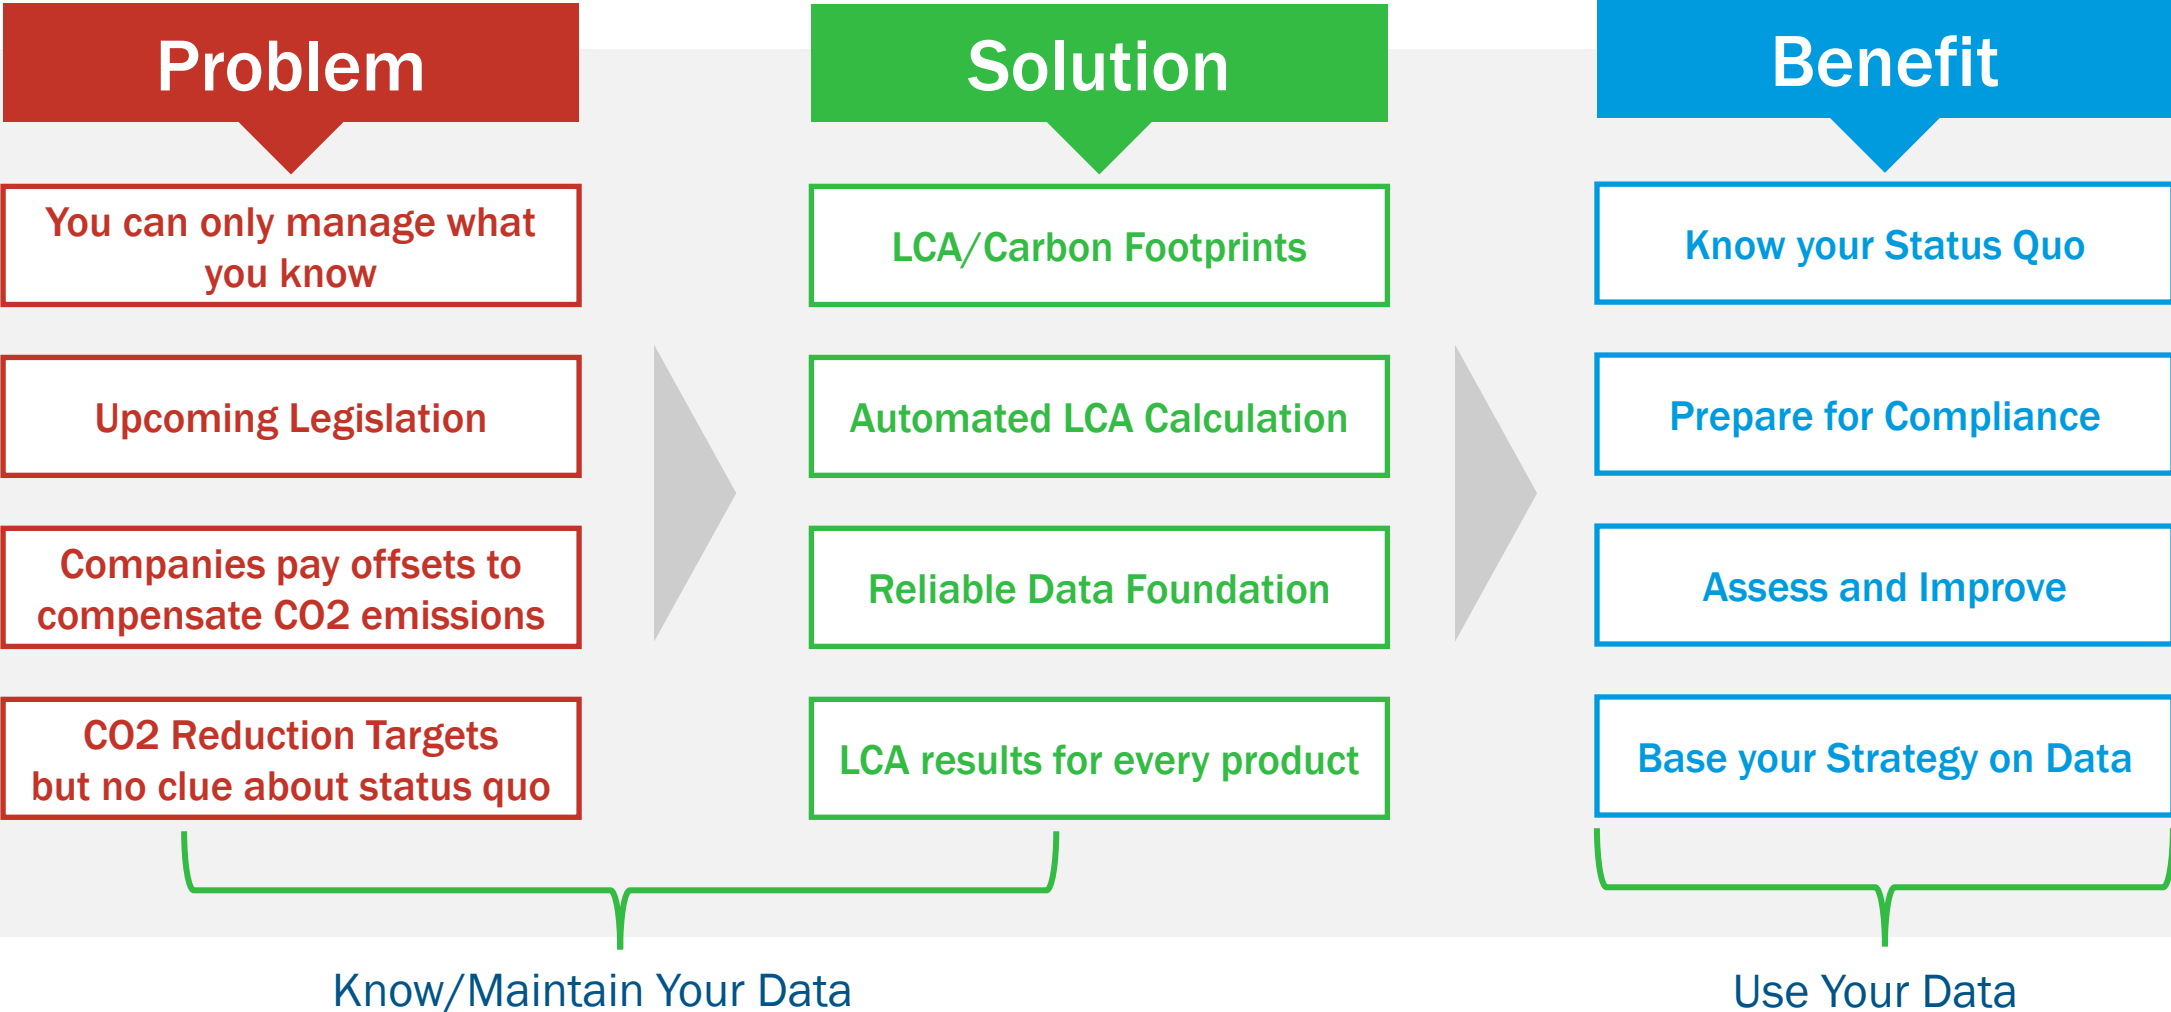 Problem
You can only manage what
you know
Upcoming Legislation
Companies pay offsets to
compensate CO2 emissions
CO2 Reduction Targets
but no clue about status quo
Solution
LCA/Carbon Footprints
Automated LCA Calculation
Reliable Data Foundation
LCA results for every product
Benefit
Know your Status Quo
Prepare for Compliance
Assess and Improve
Base your Strategy on Data
Know/Maintain Your Data
Use Your Data